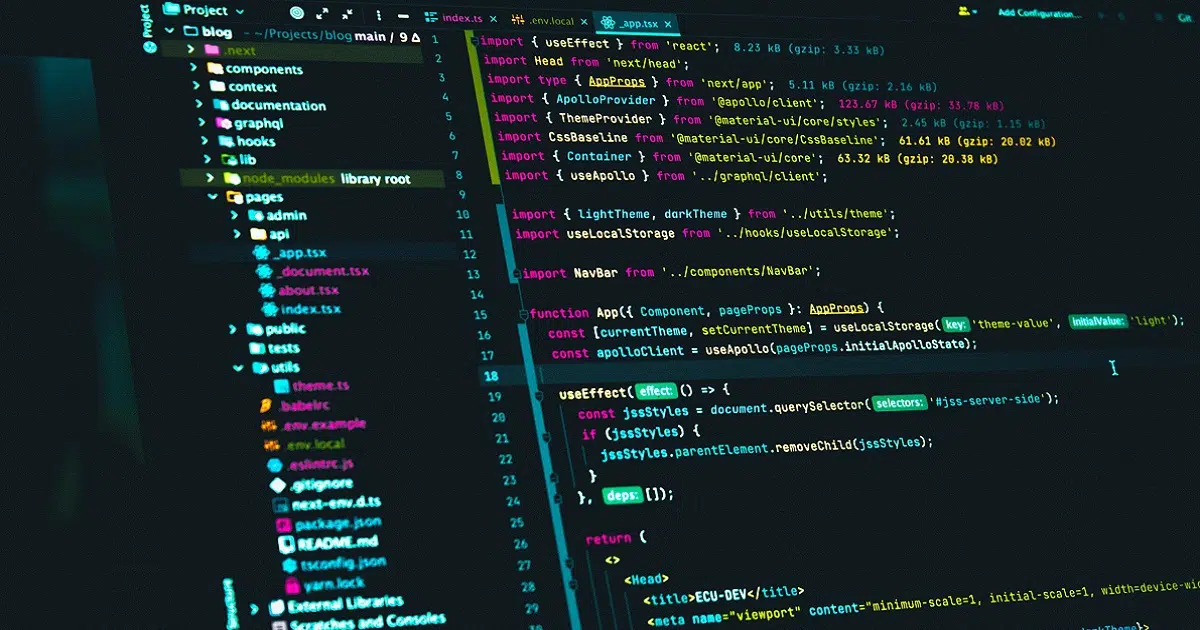 Project
index.ts
.env.local
_app.tsx
Add Configuration...
Git
Project
blog ~/Projects/blog main / 9 Δ
.next
components
context
documentation
graphql
hooks
lib
node_modules library root
pages
admin
api
_app.tsx
_document.tsx
about.tsx
index.tsx
public
tests
utils
theme.ts
.babelrc
.env.example
.env.local
.eslintrc.js
.gitignore
next-env.d.ts
package.json
README.md
tsconfig.json
yarn.lock
External Libraries
Scratches and Consoles
Structure
1 import { useEffect } from 'react'; 8.23 kB (gzip: 3.33 kB)
2 import Head from 'next/head';
3 import type { AppProps } from 'next/app'; 5.11 kB (gzip: 2.16 kB)
4 import { ApolloProvider } from '@apollo/client'; 123.67 kB (gzip: 33.78 kB)
5 import { ThemeProvider } from '@material-ui/core/styles'; 2.45 kB (gzip: 1.15 kB)
6 import CssBaseline from '@material-ui/core/CssBaseline'; 61.61 kB (gzip: 20.02 kB)
7 import { Container } from '@material-ui/core'; 63.32 kB (gzip: 20.38 kB)
8 import { useApollo } from '../graphql/client';
9
10 import { lightTheme, darkTheme } from '../utils/theme';
11 import useLocalStorage from '../hooks/useLocalStorage';
12
13 import NavBar from '../components/NavBar';
14
15 function App({ Component, pageProps }: AppProps) {
16 const [currentTheme, setCurrentTheme] = useLocalStorage( key: 'theme-value', initialValue: 'light');
17 const apolloClient = useApollo(pageProps.initialApolloState);
18
19 useEffect( effect: () => {
20 const jssStyles = document.querySelector( selectors: '#jss-server-side');
21 if (jssStyles) {
22 jssStyles.parentElement.removeChild(jssStyles);
23 }
24 }, deps: []);
25
26 return (
27 <>
28 <Head>
29 <title>ECU-DEV</title>
30 <meta name="viewport" content="minimum-scale=1, initial-scale=1, width=device-wi